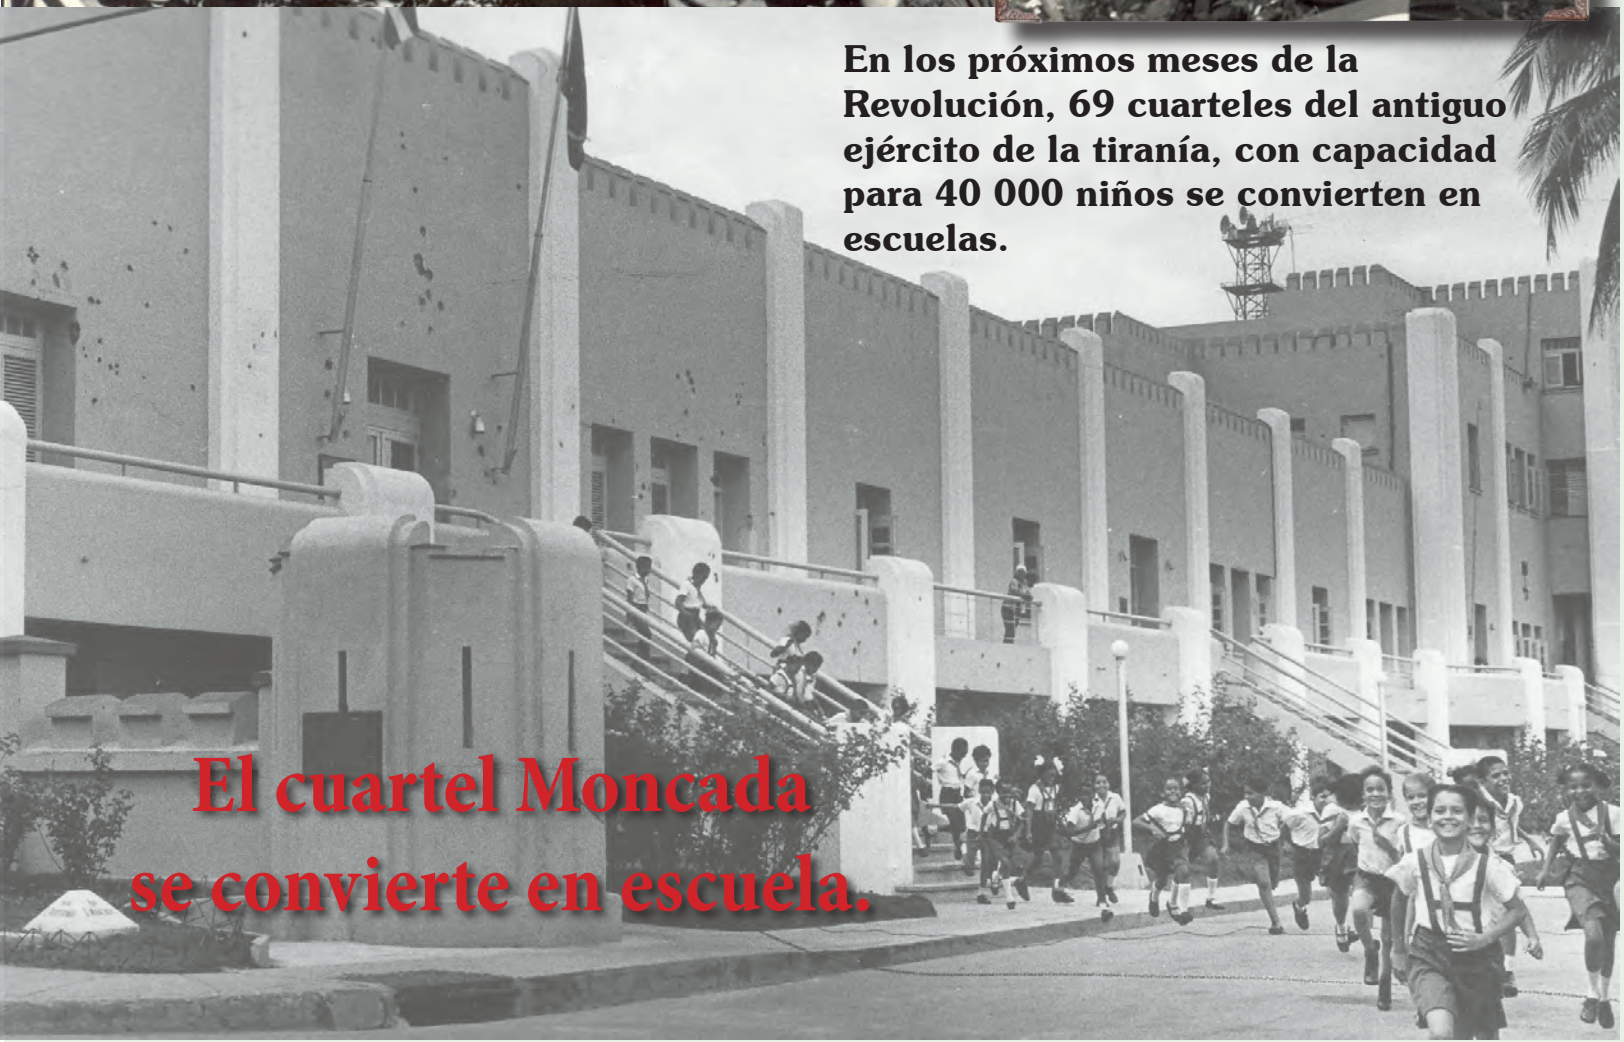 En los próximos meses de la
Revolución, 69 cuarteles del antiguo
ejército de la tiranía, con capacidad
para 40 000 niños se convierten en
escuelas.
El cuartel Moncada
se convierte en escuela.